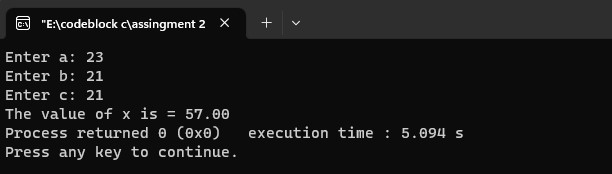 "E:\codeblock c\assingment 2
Enter a: 23
Enter b: 21
Enter c: 21
The value of x is = 57.00
Process returned 0 (0x0)   execution time : 5.094 s
Press any key to continue.